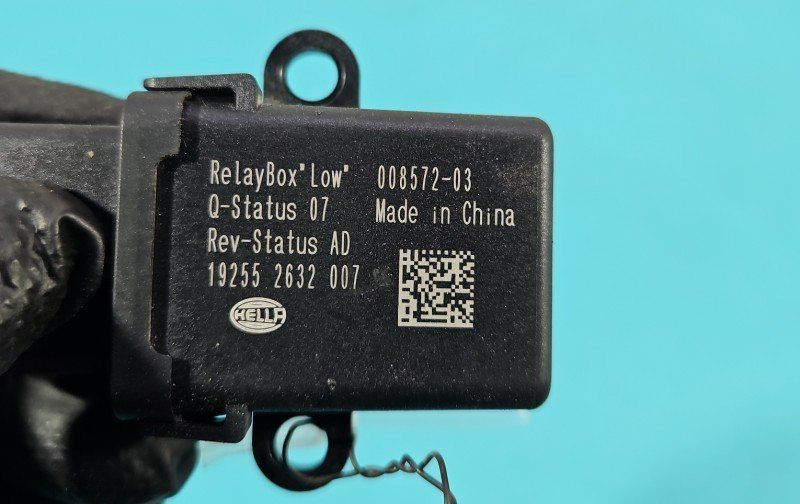 RelayBox"Low" 008572-03
Q-Status 07 Made in China
Rev-Status AD
19255 2632 007
HELLA